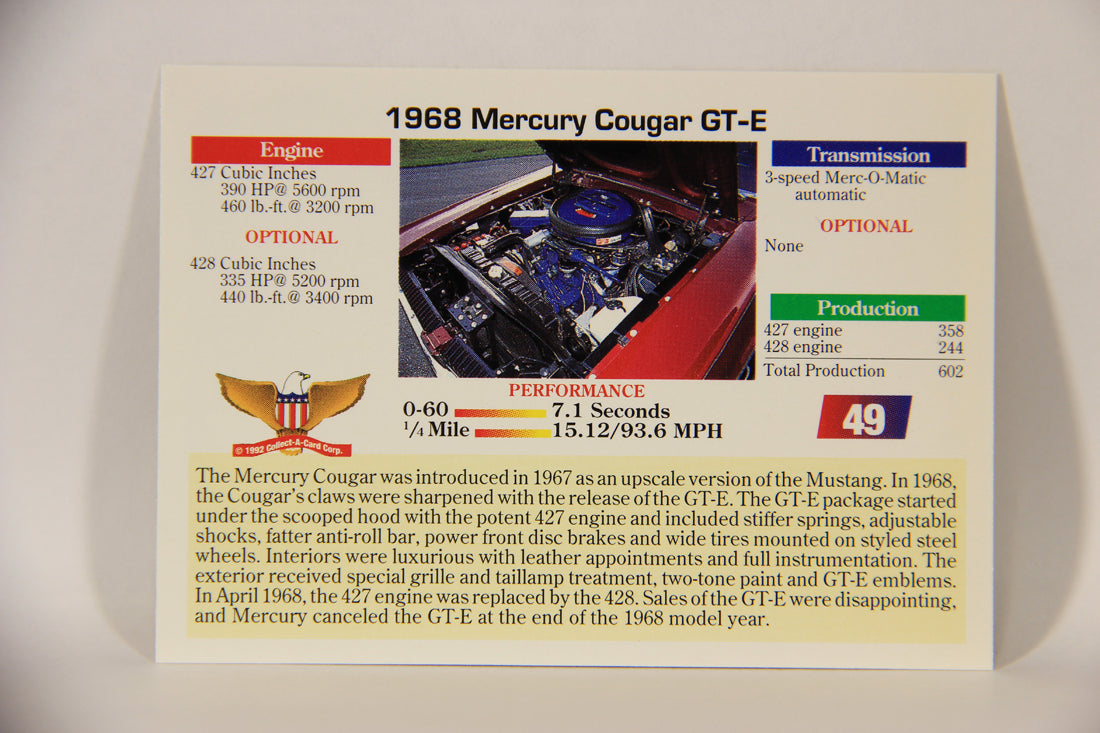 1968 Mercury Cougar GT-E
Engine
427 Cubic Inches
390 HP@ 5600 rpm
460 lb.-ft.@ 3200 rpm
OPTIONAL
428 Cubic Inches
335 HP@ 5200 rpm
440 lb.-ft.@ 3400 rpm
Transmission
3-speed Merc-O-Matic
automatic
OPTIONAL
None
Production
427 engine 358
428 engine 244
Total Production 602
PERFORMANCE
0-60 7.1 Seconds
1/4 Mile 15.12/93.6 MPH
49
© 1992 Collect-A-Card Corp.
The Mercury Cougar was introduced in 1967 as an upscale version of the Mustang. In 1968,
the Cougar's claws were sharpened with the release of the GT-E. The GT-E package started
under the scooped hood with the potent 427 engine and included stiffer springs, adjustable
shocks, fatter anti-roll bar, power front disc brakes and wide tires mounted on styled steel
wheels. Interiors were luxurious with leather appointments and full instrumentation. The
exterior received special grille and taillamp treatment, two-tone paint and GT-E emblems.
In April 1968, the 427 engine was replaced by the 428. Sales of the GT-E were disappointing,
and Mercury canceled the GT-E at the end of the 1968 model year.